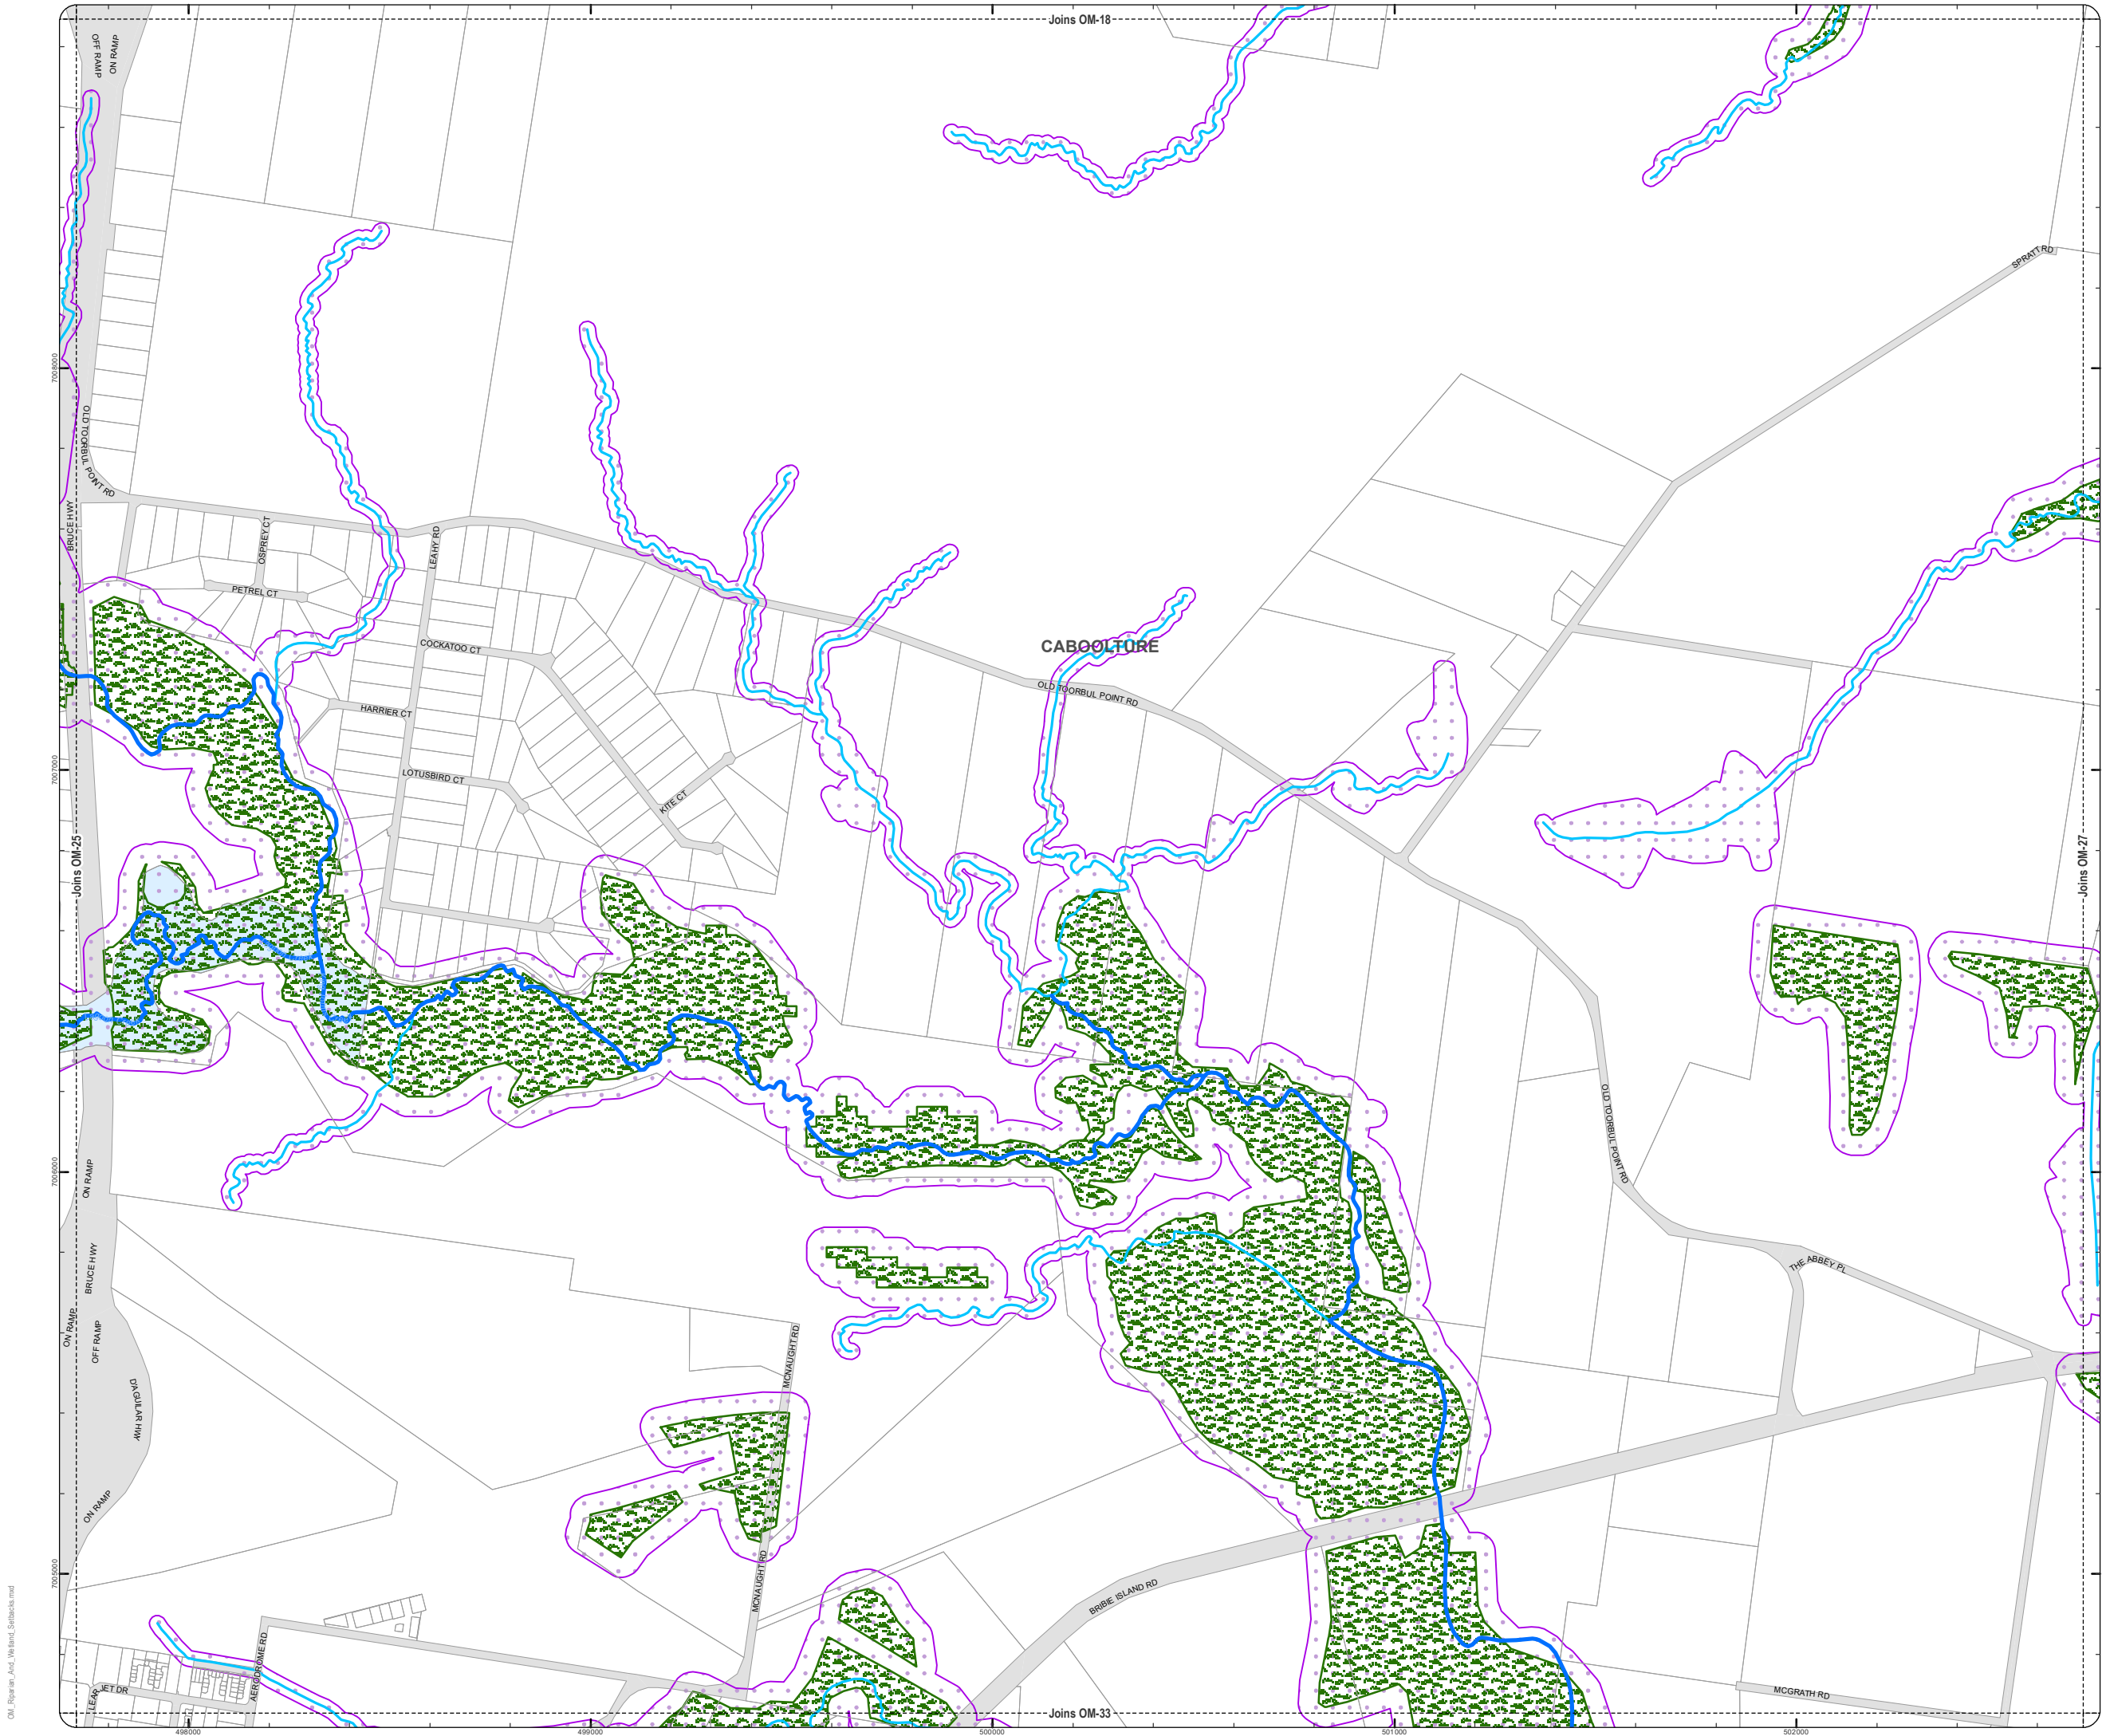 Joins OM-18
OFF RAMP
ON RAMP
SPRATT RD
7008000
OLD TOORBUL POINT RD
BRUCE HWY
OSPREY CT
LEAHY RD
PETREL CT
COCKATOO CT
CABOOLTURE
OLD TOORBUL POINT RD
HARRIER CT
7007000
LOTUSBIRD CT
KITE CT
Joins OM-25
Joins OM-27
OLD TOORBUL POINT RD
7006000
ON RAMP
BRUCE HWY
THE ABBEY PL
ON RAMP
OFF RAMP
MCNAUGHT RD
D'AGUILAR HWY
ON RAMP
7005000
MCNAUGHT RD
BRIBIE ISLAND RD
AERODROME RD
LEAR JET DR
MCGRATH RD
Joins OM-33
498000
499000
500000
501000
502000
OM_Riparian_And_Wetland_Setbacks.mxd